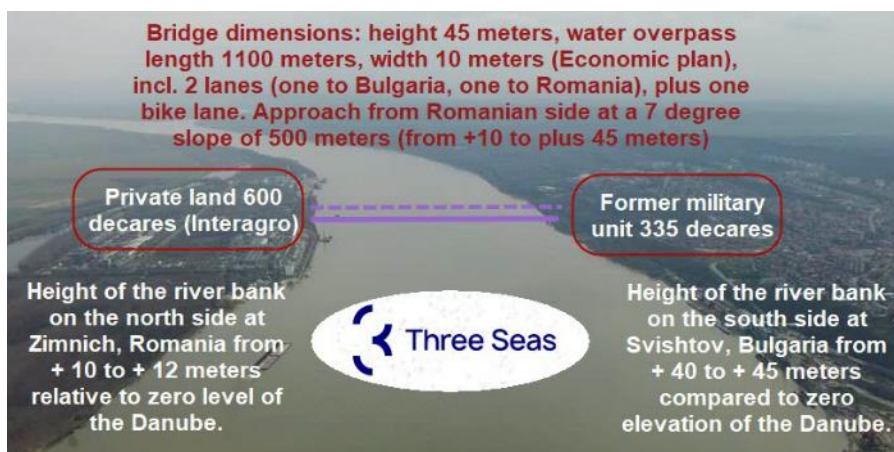 Bridge dimensions: height 45 meters, water overpass
length 1100 meters, width 10 meters (Economic plan),
incl. 2 lanes (one to Bulgaria, one to Romania), plus one
bike lane. Approach from Romanian side at a 7 degree
slope of 500 meters (from +10 to plus 45 meters)
Private land 600
decares (Interagro)
Former military
unit 335 decares
Height of the river bank
on the north side at
Zimnich, Romania from
+ 10 to + 12 meters
relative to zero level of
the Danube.
Three Seas
Height of the river bank
on the south side at
Svishtov, Bulgaria from
+ 40 to + 45 meters
compared to zero
elevation of the Danube.